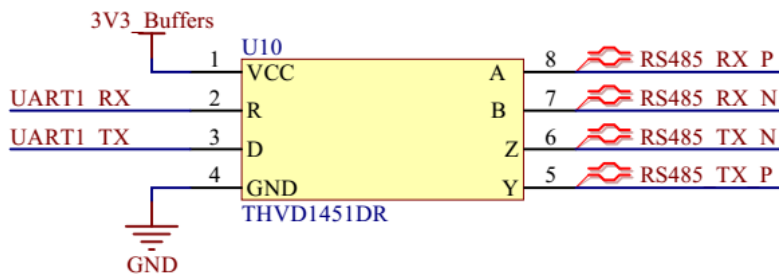 3V3_Buffers
U10
1 VCC A 8 RS485_RX_P
UART1_RX 2 R B 7 RS485_RX_N
UART1_TX 3 D Z 6 RS485_TX_N
4 GND Y 5 RS485_TX_P
THVD1451DR
GND